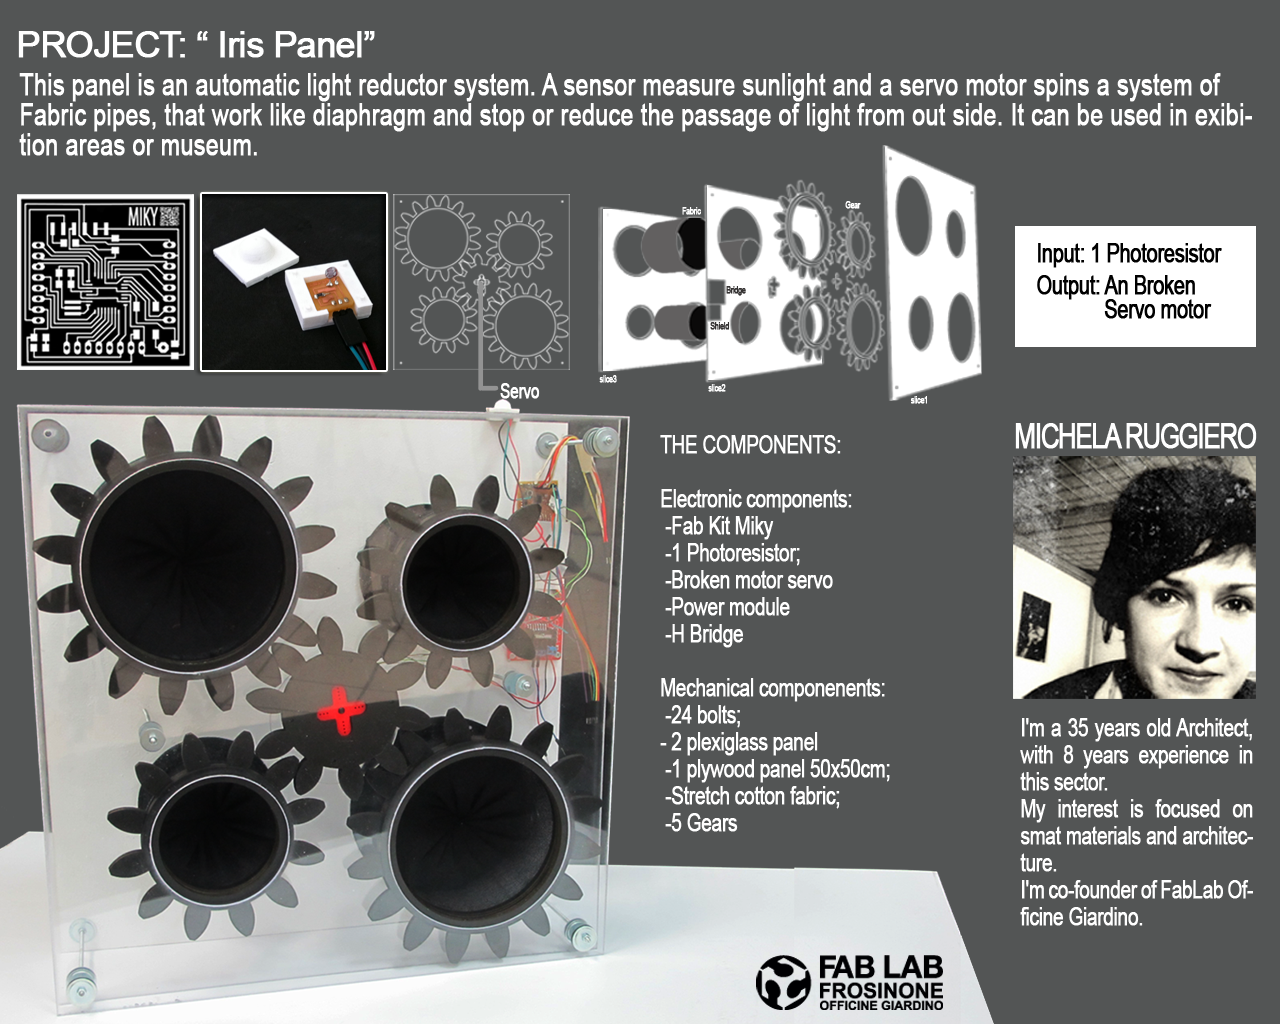 PROJECT: “ Iris Panel”
This panel is an automatic light reductor system. A sensor measure sunlight and a servo motor spins a system of
Fabric pipes, that work like diaphragm and stop or reduce the passage of light from out side. It can be used in exibi-
tion areas or museum.
MIKY
Servo
Fabric
Gear
Bridge
Shield
slice3
slice2
slice1
Input: 1 Photoresistor
Output: An Broken
Servo motor
THE COMPONENTS:
Electronic components:
-Fab Kit Miky
-1 Photoresistor;
-Broken motor servo
-Power module
-H Bridge
Mechanical componenents:
-24 bolts;
- 2 plexiglass panel
-1 plywood panel 50x50cm;
-Stretch cotton fabric;
-5 Gears
MICHELA RUGGIERO
I'm a 35 years old Architect,
with 8 years experience in
this sector.
My interest is focused on
smat materials and architec-
ture.
I'm co-founder of FabLab Of-
ficine Giardino.
FAB LAB
FROSINONE
OFFICINE GIARDINO